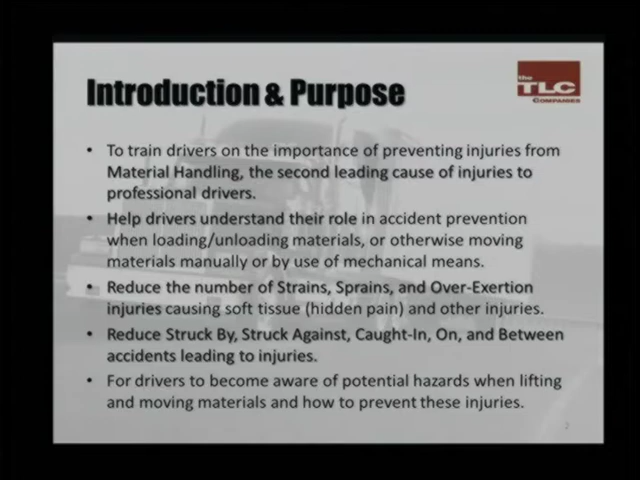 Introduction & Purpose
the
TLC
COMPANIES
• To train drivers on the importance of preventing injuries from
Material Handling, the second leading cause of injuries to
professional drivers.
• Help drivers understand their role in accident prevention
when loading/unloading materials, or otherwise moving
materials manually or by use of mechanical means.
• Reduce the number of Strains, Sprains, and Over-Exertion
injuries causing soft tissue (hidden pain) and other injuries.
• Reduce Struck By, Struck Against, Caught-In, On, and Between
accidents leading to injuries.
• For drivers to become aware of potential hazards when lifting
and moving materials and how to prevent these injuries.
2